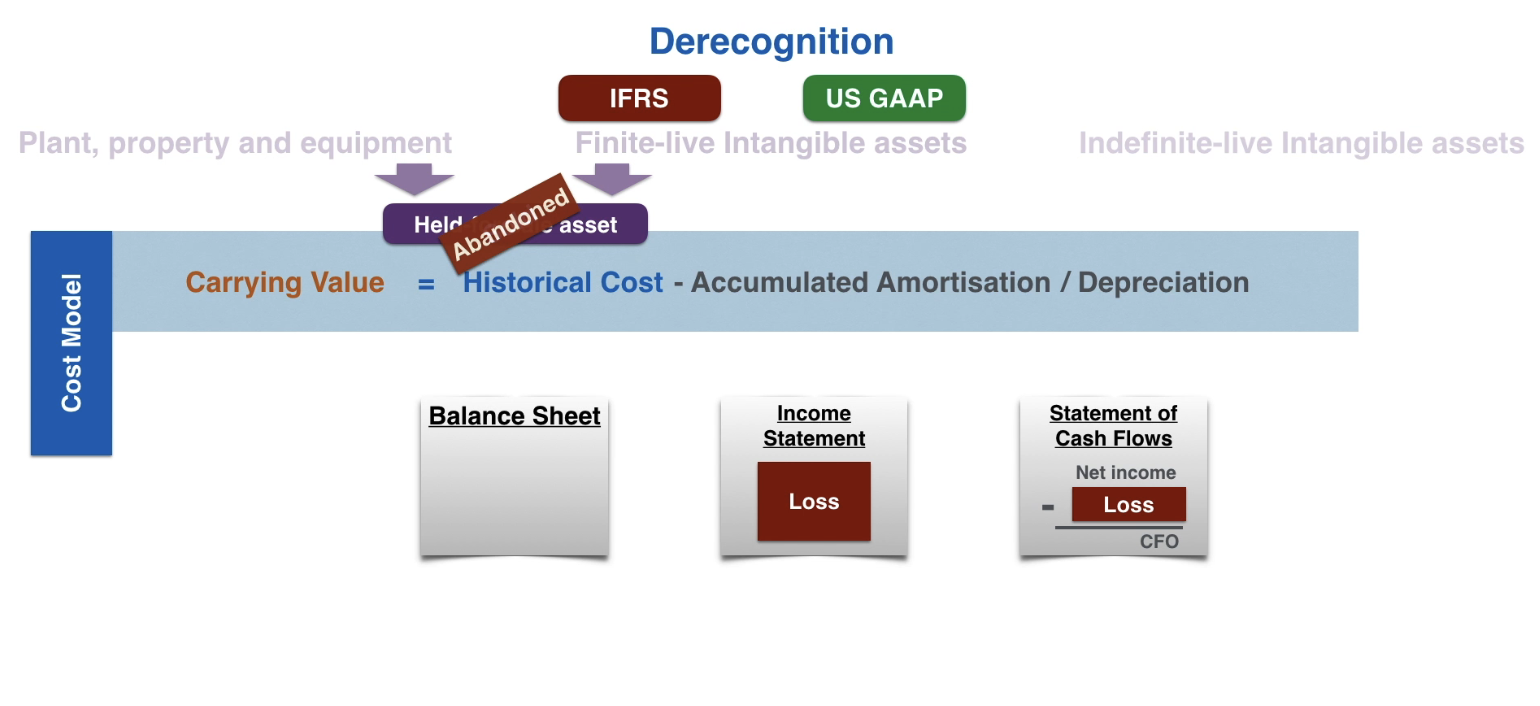 Derecognition
IFRS
US GAAP
Plant, property and equipment
Finite-live Intangible assets
Indefinite-live Intangible assets
Held asset
Abandoned
Cost Model
Carrying Value = Historical Cost - Accumulated Amortisation / Depreciation
Balance Sheet
Income
Statement
Loss
Statement of
Cash Flows
Net income
- Loss
CFO